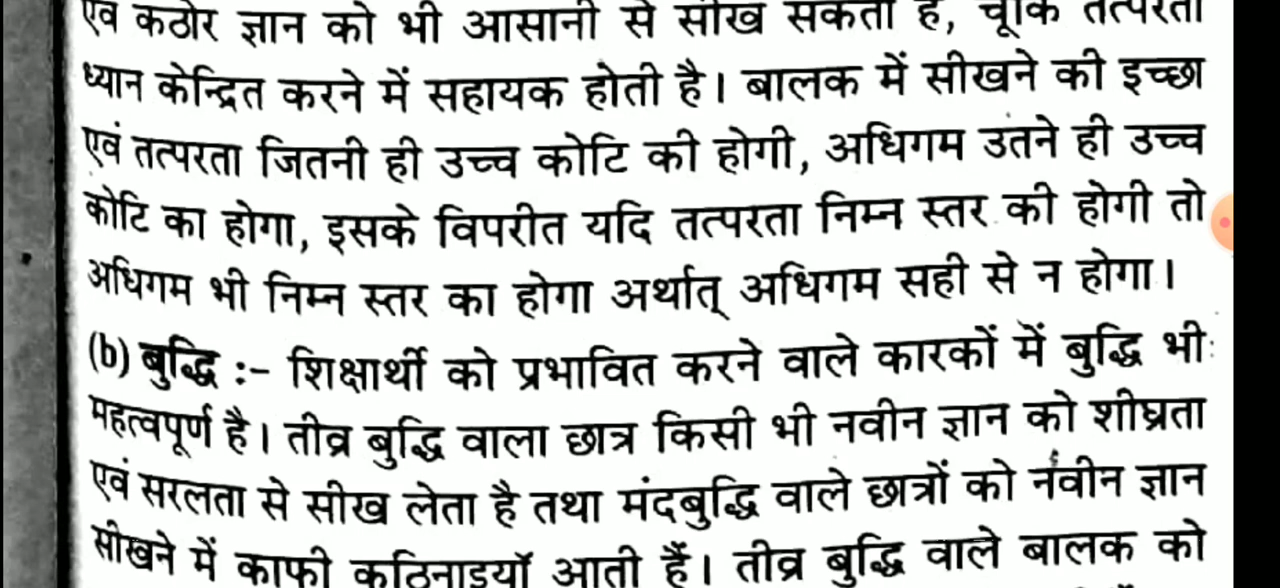 एवं कठोर ज्ञान को भी आसानी से सीख सकता है, चूंकि तत्परता
ध्यान केन्द्रित करने में सहायक होती है। बालक में सीखने की इच्छा
एवं तत्परता जितनी ही उच्च कोटि की होगी, अधिगम उतने ही उच्च
कोटि का होगा, इसके विपरीत यदि तत्परता निम्न स्तर की होगी तो
अधिगम भी निम्न स्तर का होगा अर्थात् अधिगम सही से न होगा।
(b) बुद्धि :- शिक्षार्थी को प्रभावित करने वाले कारकों में बुद्धि भी
महत्वपूर्ण है। तीव्र बुद्धि वाला छात्र किसी भी नवीन ज्ञान को शीघ्रता
एवं सरलता से सीख लेता है तथा मंदबुद्धि वाले छात्रों को नवीन ज्ञान
सीखने में काफी कठिनाइयॉ आती हैं। तीव्र बुद्धि वाले बालक को